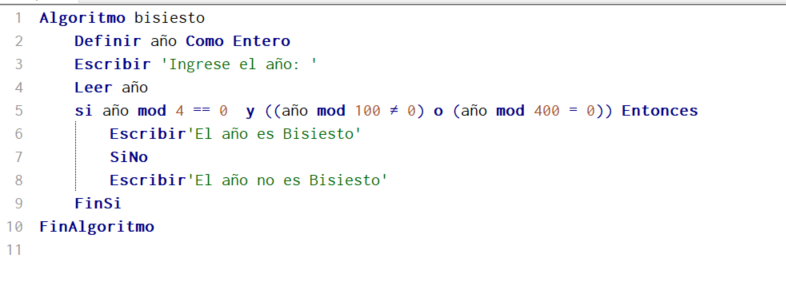 1 Algoritmo bisiesto
2 Definir año Como Entero
3 Escribir 'Ingrese el año: '
4 Leer año
5 si año mod 4 == 0  y ((año mod 100 ≠ 0) o (año mod 400 = 0)) Entonces
6 Escribir'El año es Bisiesto'
7 SiNo
8 Escribir'El año no es Bisiesto'
9 FinSi
10 FinAlgoritmo
11